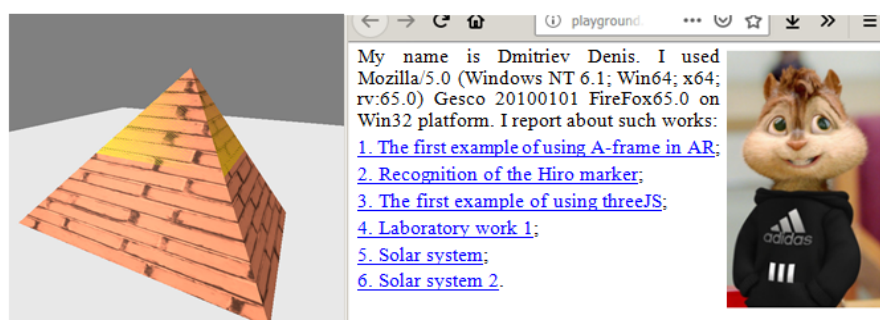 playground.
My name is Dmitriev Denis. I used
Mozilla/5.0 (Windows NT 6.1; Win64; x64;
rv:65.0) Gesco 20100101 FireFox65.0 on
Win32 platform. I report about such works:
1. The first example of using A-frame in AR;
2. Recognition of the Hiro marker;
3. The first example of using threeJS;
4. Laboratory work 1;
5. Solar system;
6. Solar system 2.
adidas